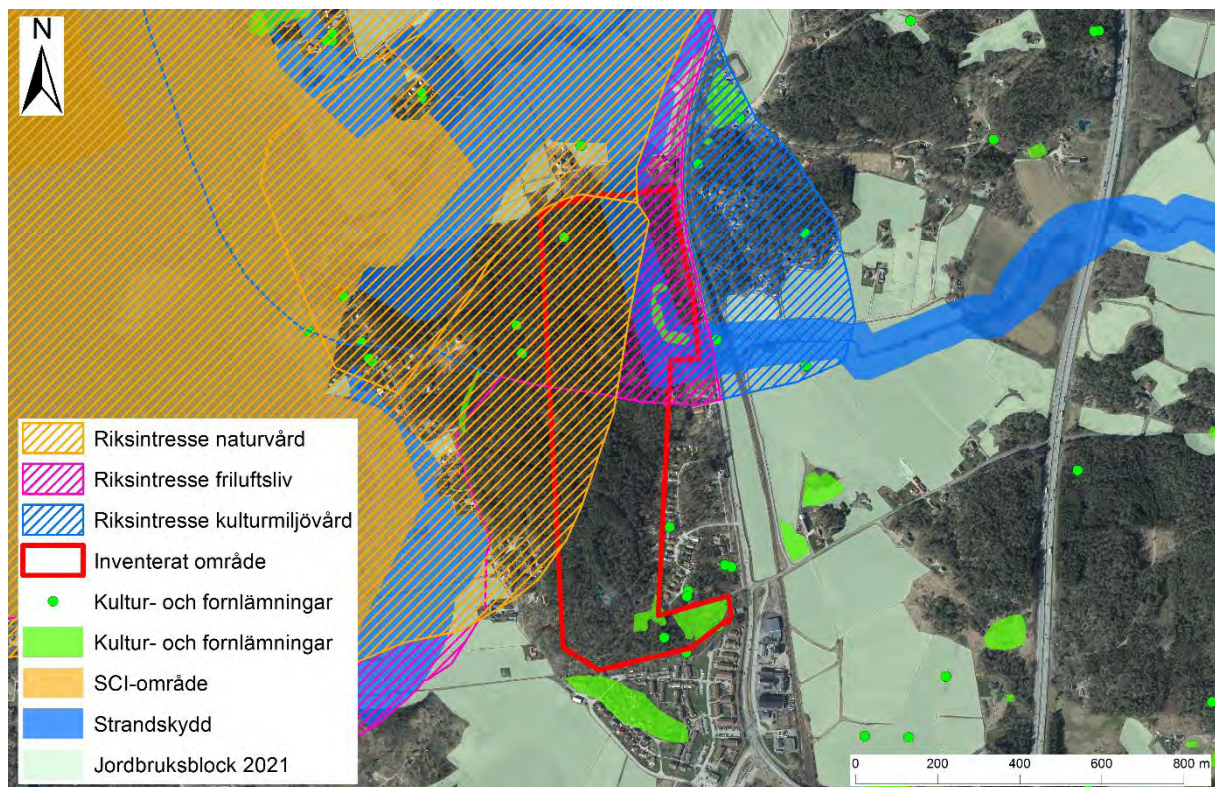 N
Riksintresse naturvård
Riksintresse friluftsliv
Riksintresse kulturmiljövård
Inventerat område
Kultur- och fornlämningar
Kultur- och fornlämningar
SCI-område
Strandskydd
Jordbruksblock 2021
0 200 400 600 800 m